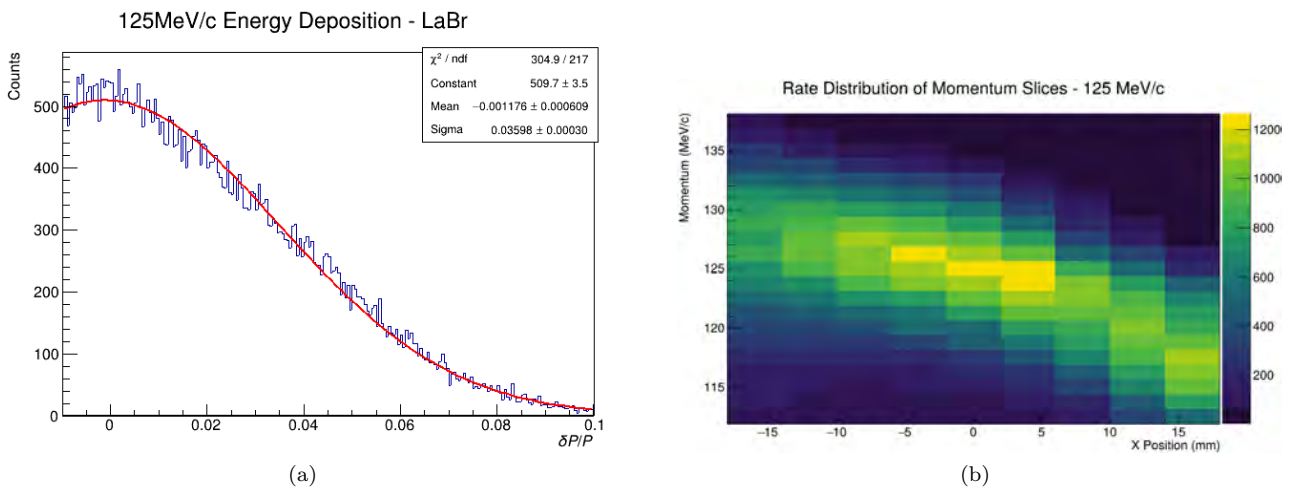 125MeV/c Energy Deposition - LaBr
Counts
χ² / ndf 304.9 / 217
Constant 509.7 ± 3.5
Mean −0.001176 ± 0.000609
Sigma 0.03598 ± 0.00030
500
400
300
200
100
0
0 0.02 0.04 0.06 0.08 0.1
δP/P
(a)
Rate Distribution of Momentum Slices - 125 MeV/c
Momentum (MeV/c)
135
130
125
120
115
−15 −10 −5 0 5 10 15
X Position (mm)
1200
1000
800
600
400
200
(b)